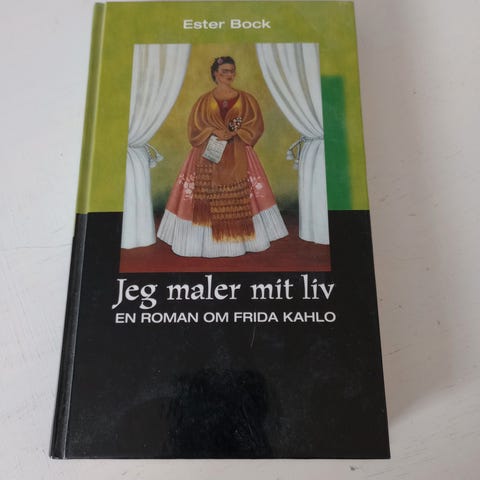 Ester Bock
Jeg maler mit liv
EN ROMAN OM FRIDA KAHLO